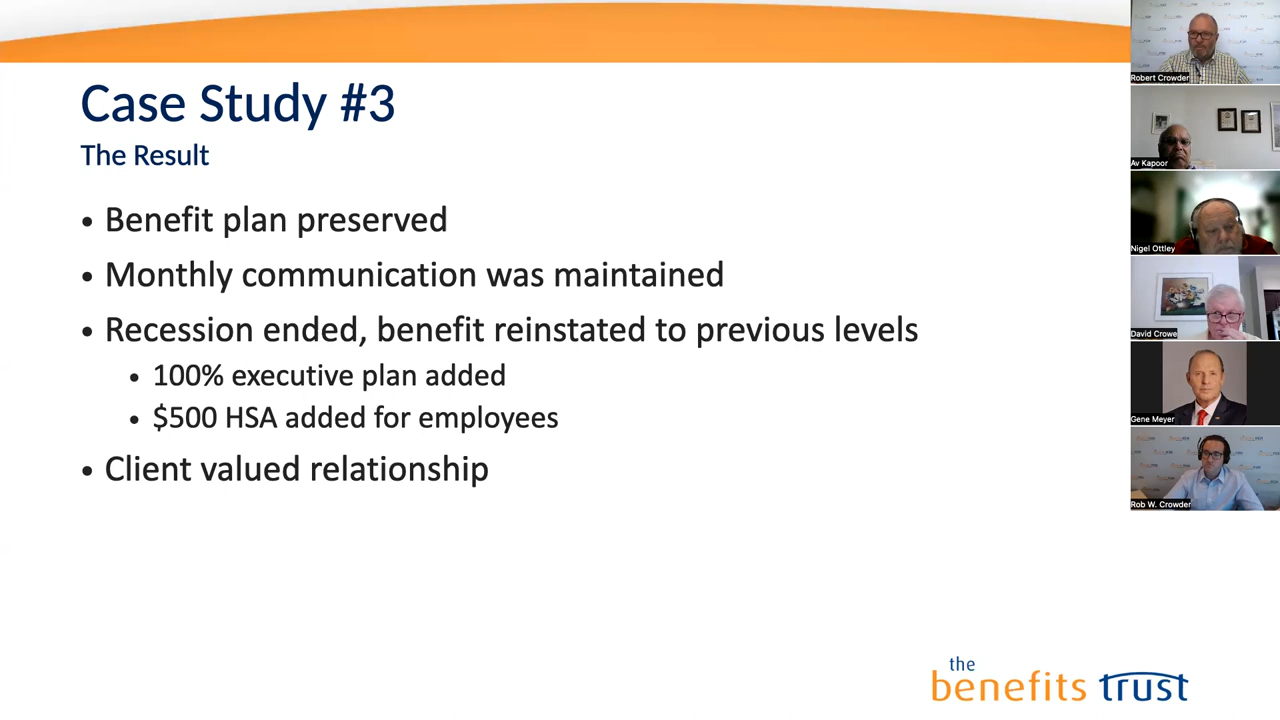 Case Study #3
The Result
• Benefit plan preserved
• Monthly communication was maintained
• Recession ended, benefit reinstated to previous levels
• 100% executive plan added
• $500 HSA added for employees
• Client valued relationship
the
benefits trust
Robert Crowder
Av Kapoor
Nigel Ottley
David Crowe
Gene Meyer
Rob W. Crowder